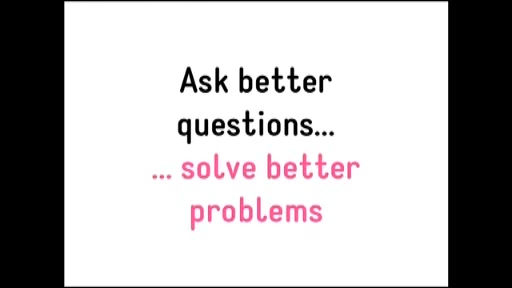 Ask better
questions...
... solve better
problems